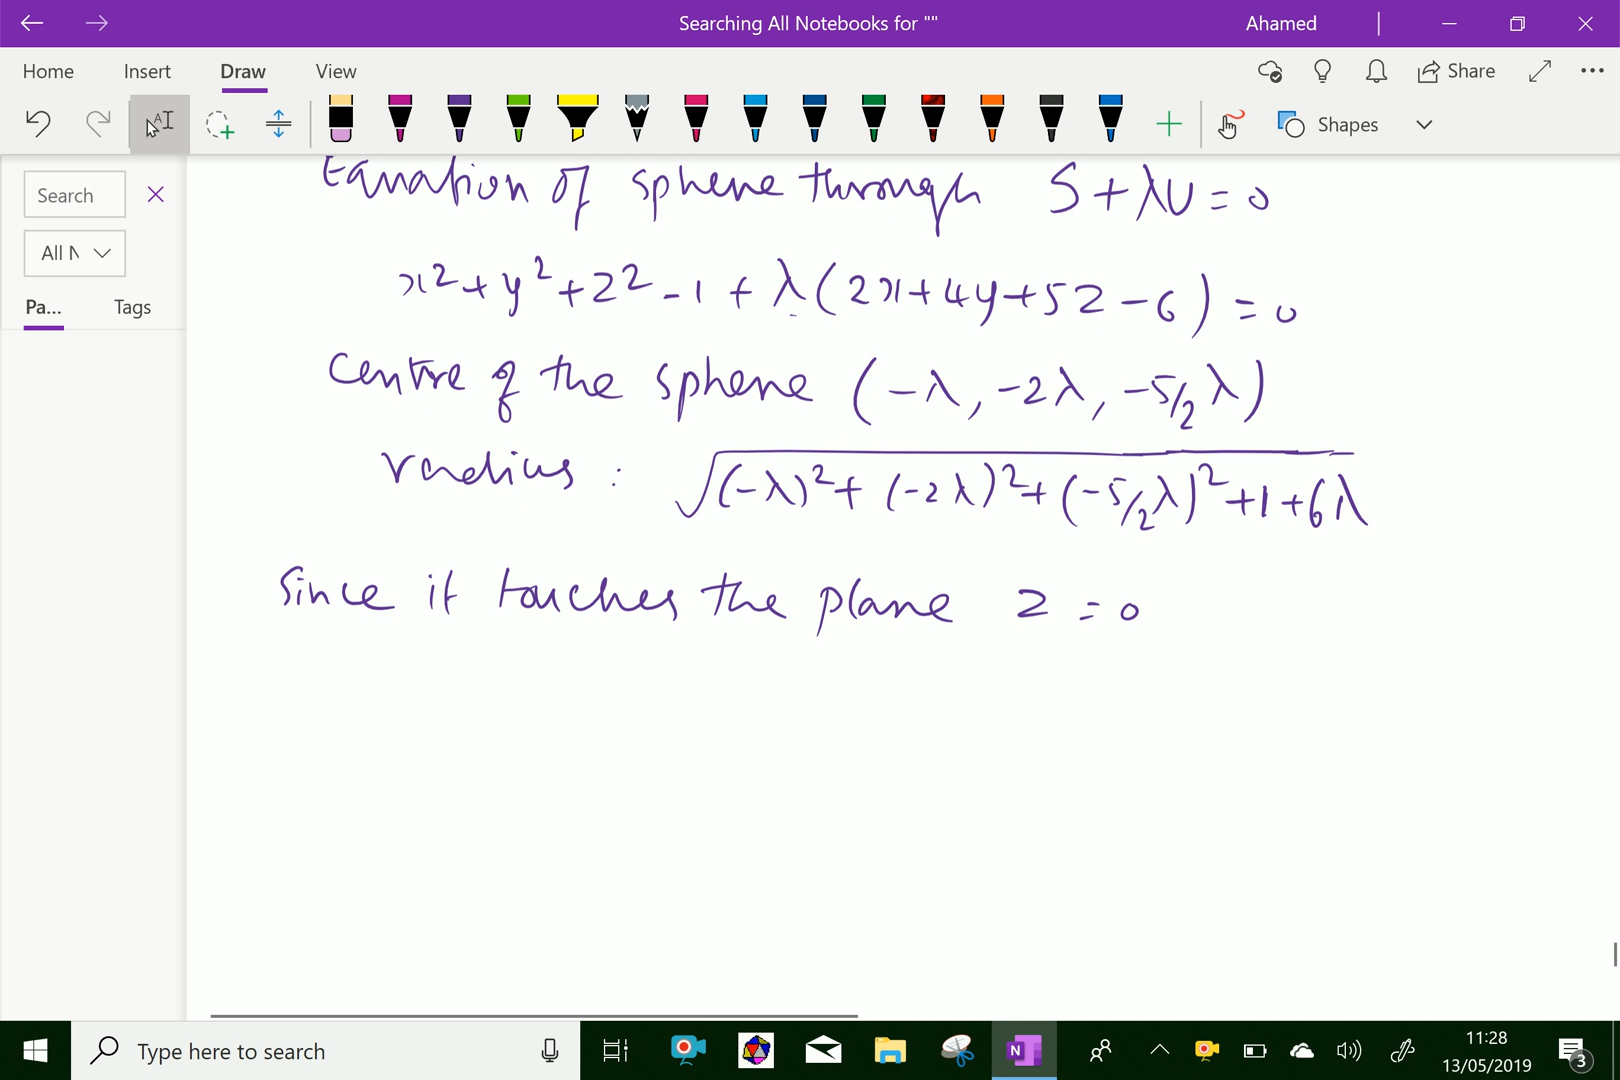 Searching All Notebooks for ""
Ahamed
Home Insert Draw View
Share
Shapes
Search
All N
Pa... Tags
Equation of sphere through S+λU=0
x²+y²+z²-1+λ(2x+4y+5z-6)=0
Centre of the sphere (-λ, -2λ, -5/2 λ)
radius : √(-λ)²+(-2λ)²+(-5/2λ)²+1+6λ
Since it touches the plane z=0
Type here to search
N
11:28
13/05/2019
3